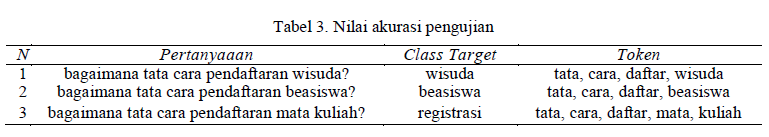 Tabel 3. Nilai akurasi pengujian
N Pertanyaaan Class Target Token
1 bagaimana tata cara pendaftaran wisuda? wisuda tata, cara, daftar, wisuda
2 bagaimana tata cara pendaftaran beasiswa? beasiswa tata, cara, daftar, beasiswa
3 bagaimana tata cara pendaftaran mata kuliah? registrasi tata, cara, daftar, mata, kuliah